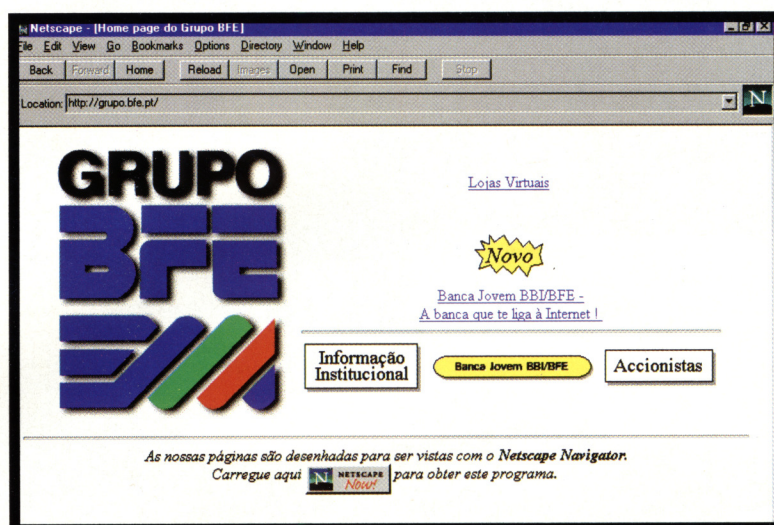 Netscape - [Home page do Grupo BFE]
File Edit View Go Bookmarks Options Directory Window Help
Back Forward Home Reload Images Open Print Find Stop
Location: http://grupo.bfe.pt/
N
GRUPO
BFE
Lojas Virtuais
Novo
Banca Jovem BBI/BFE -
A banca que te liga à Internet !
Informação
Institucional
Banca Jovem BBI/BFE
Accionistas
As nossas páginas são desenhadas para ser vistas com o Netscape Navigator.
Carregue aqui N NETSCAPE Now! para obter este programa.